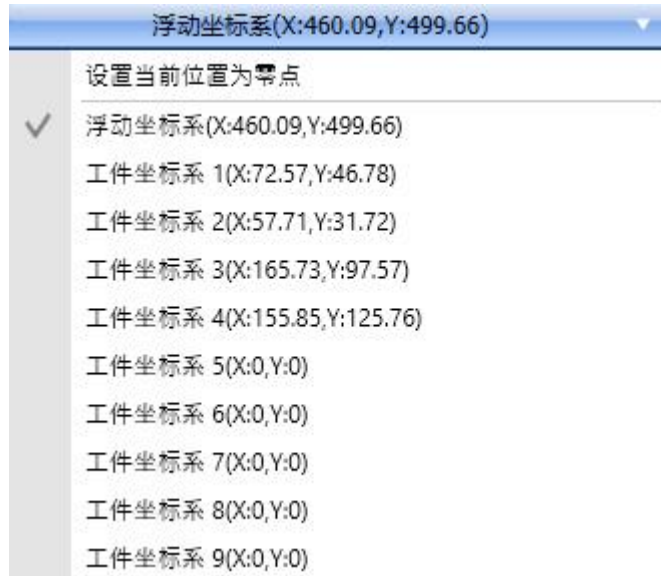 浮动坐标系(X:460.09,Y:499.66)
设置当前位置为零点
浮动坐标系(X:460.09,Y:499.66)
工件坐标系 1(X:72.57,Y:46.78)
工件坐标系 2(X:57.71,Y:31.72)
工件坐标系 3(X:165.73,Y:97.57)
工件坐标系 4(X:155.85,Y:125.76)
工件坐标系 5(X:0,Y:0)
工件坐标系 6(X:0,Y:0)
工件坐标系 7(X:0,Y:0)
工件坐标系 8(X:0,Y:0)
工件坐标系 9(X:0,Y:0)